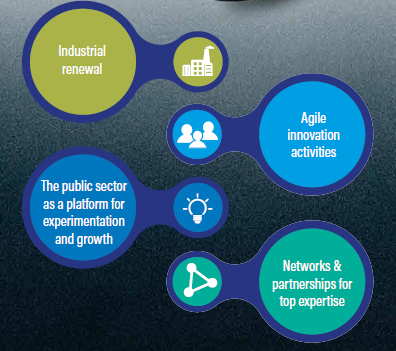 Industrial
renewal
Agile
innovation
activities
The public sector
as a platform for
experimentation
and growth
Networks &
partnerships for
top expertise